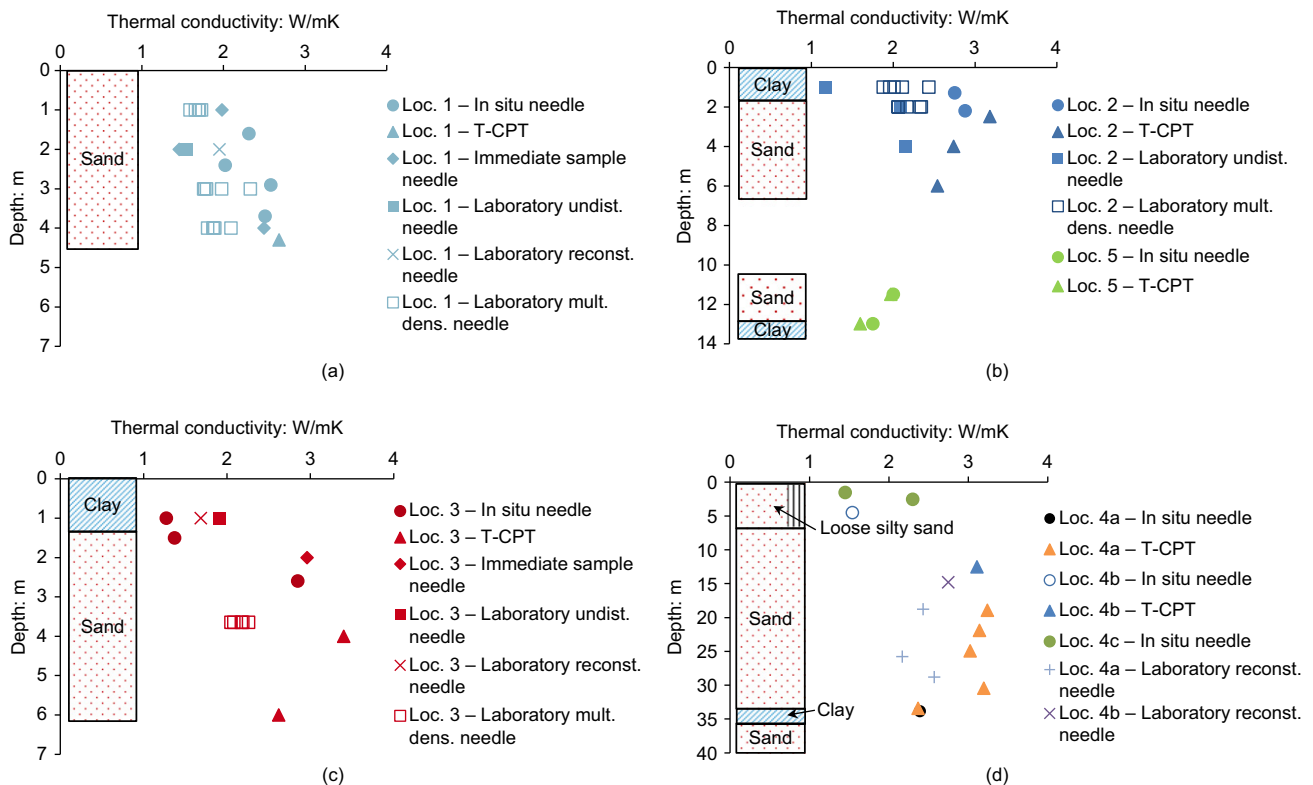 Thermal conductivity: W/mK
0 1 2 3 4
0
1
2
3
4
5
6
7
Depth: m
Sand
Loc. 1 – In situ needle
Loc. 1 – T-CPT
Loc. 1 – Immediate sample
needle
Loc. 1 – Laboratory undist.
needle
Loc. 1 – Laboratory reconst.
needle
Loc. 1 – Laboratory mult.
dens. needle
(a)
Thermal conductivity: W/mK
0 1 2 3 4
0
2
4
6
8
10
12
14
Depth: m
Clay
Sand
Sand
Clay
Loc. 2 – In situ needle
Loc. 2 – T-CPT
Loc. 2 – Laboratory undist.
needle
Loc. 2 – Laboratory mult.
dens. needle
Loc. 5 – In situ needle
Loc. 5 – T-CPT
(b)
Thermal conductivity: W/mK
0 1 2 3 4
0
1
2
3
4
5
6
7
Depth: m
Clay
Sand
Loc. 3 – In situ needle
Loc. 3 – T-CPT
Loc. 3 – Immediate sample
needle
Loc. 3 – Laboratory undist.
needle
Loc. 3 – Laboratory reconst.
needle
Loc. 3 – Laboratory mult.
dens. needle
(c)
Thermal conductivity: W/mK
0 1 2 3 4
0
5
10
15
20
25
30
35
40
Depth: m
Loose silty sand
Sand
Clay
Sand
Loc. 4a – In situ needle
Loc. 4a – T-CPT
Loc. 4b – In situ needle
Loc. 4b – T-CPT
Loc. 4c – In situ needle
Loc. 4a – Laboratory reconst.
needle
Loc. 4b – Laboratory reconst.
needle
(d)